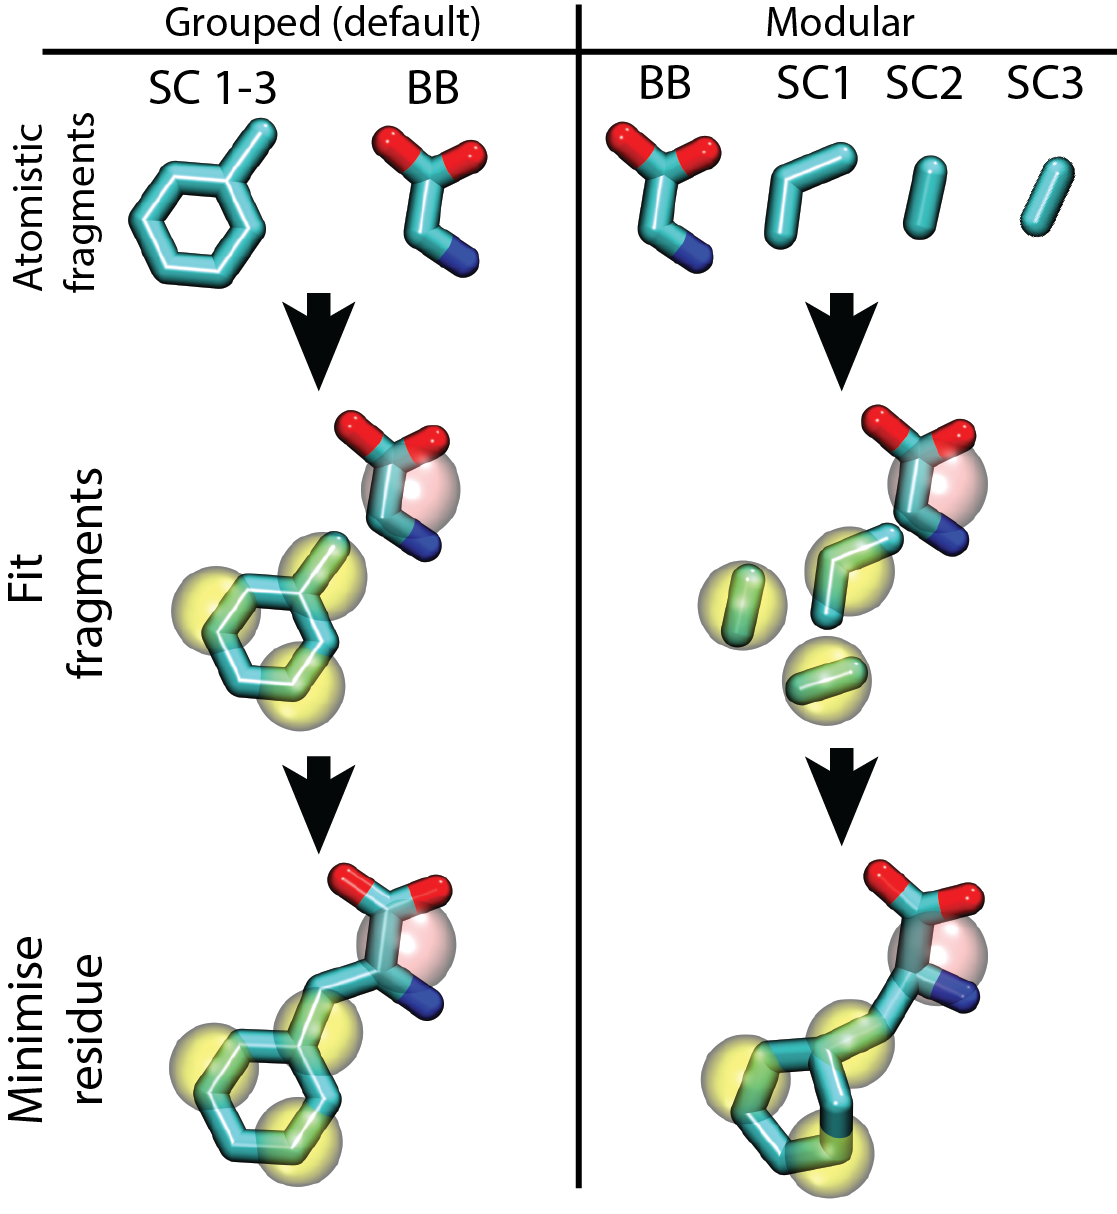 Grouped (default)
Modular
SC 1-3
BB
BB
SC1
SC2
SC3
Atomistic
fragments
Fit
fragments
Minimise
residue